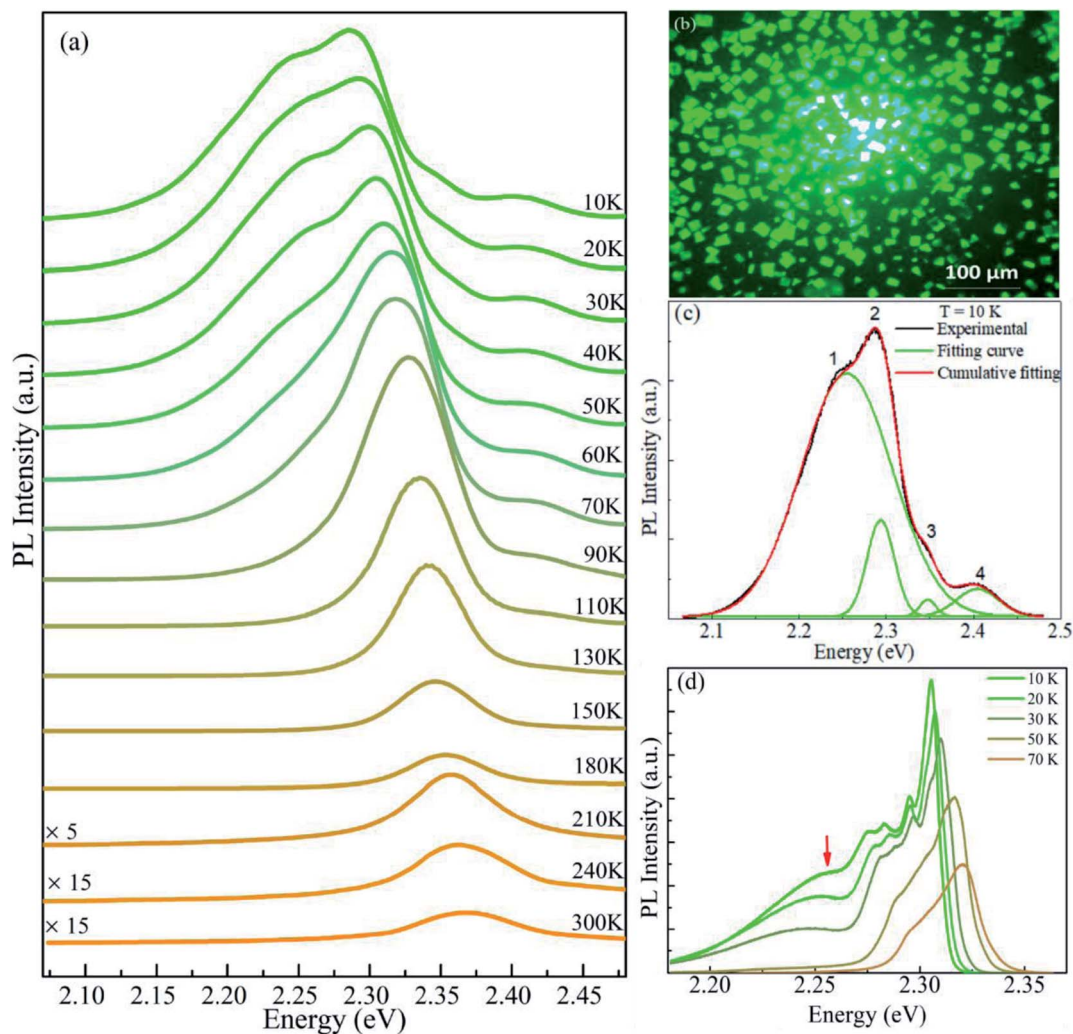 (a)
10K
20K
30K
40K
50K
60K
70K
90K
110K
130K
150K
180K
210K
× 5
240K
× 15
300K
× 15
2.10 2.15 2.20 2.25 2.30 2.35 2.40 2.45
Energy (eV)
PL Intensity (a.u.)
(b)
100 μm
(c)
T = 10 K
Experimental
Fitting curve
Cumulative fitting
1
2
3
4
2.1 2.2 2.3 2.4 2.5
Energy (eV)
PL Intensity (a.u.)
(d)
10 K
20 K
30 K
50 K
70 K
2.20 2.25 2.30 2.35
Energy (eV)
PL Intensity (a.u.)